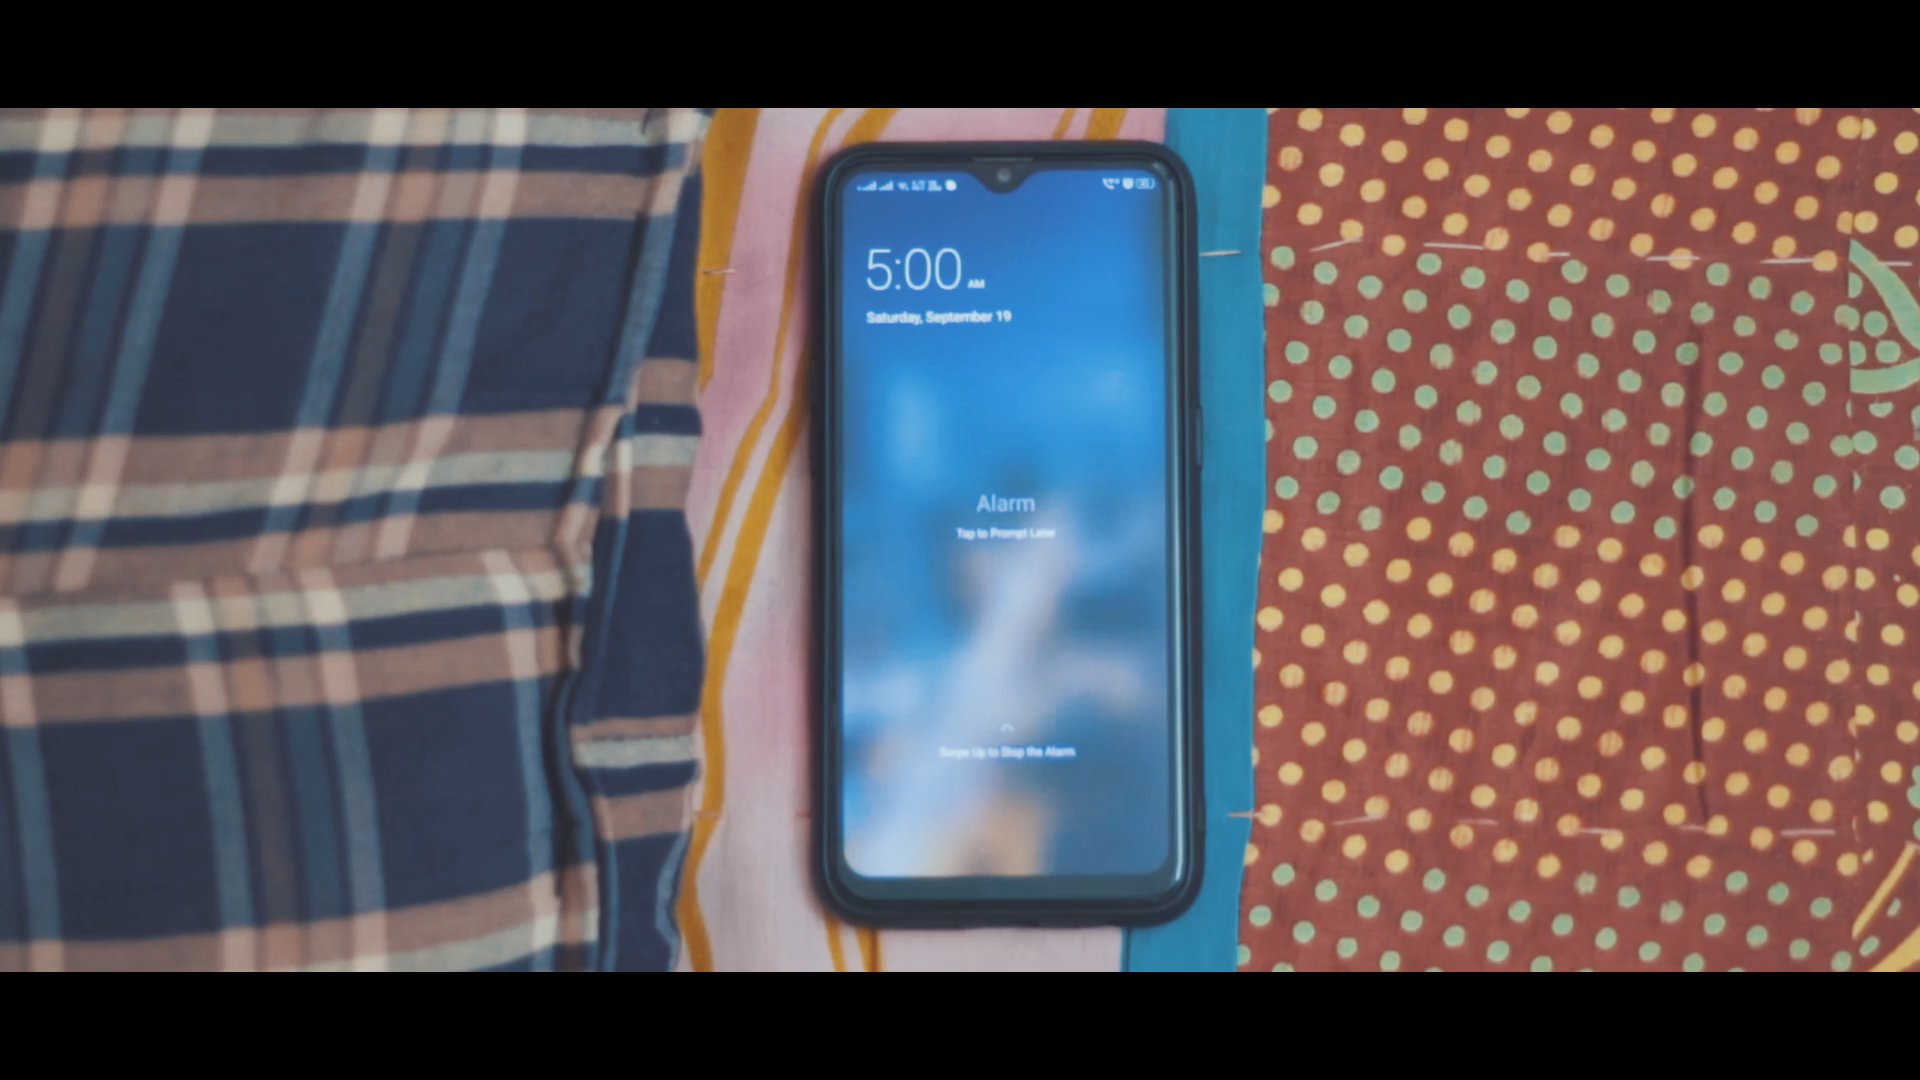 5:00 AM
Saturday, September 19
Alarm
Tap to Prompt Later
Swipe Up to Stop the Alarm